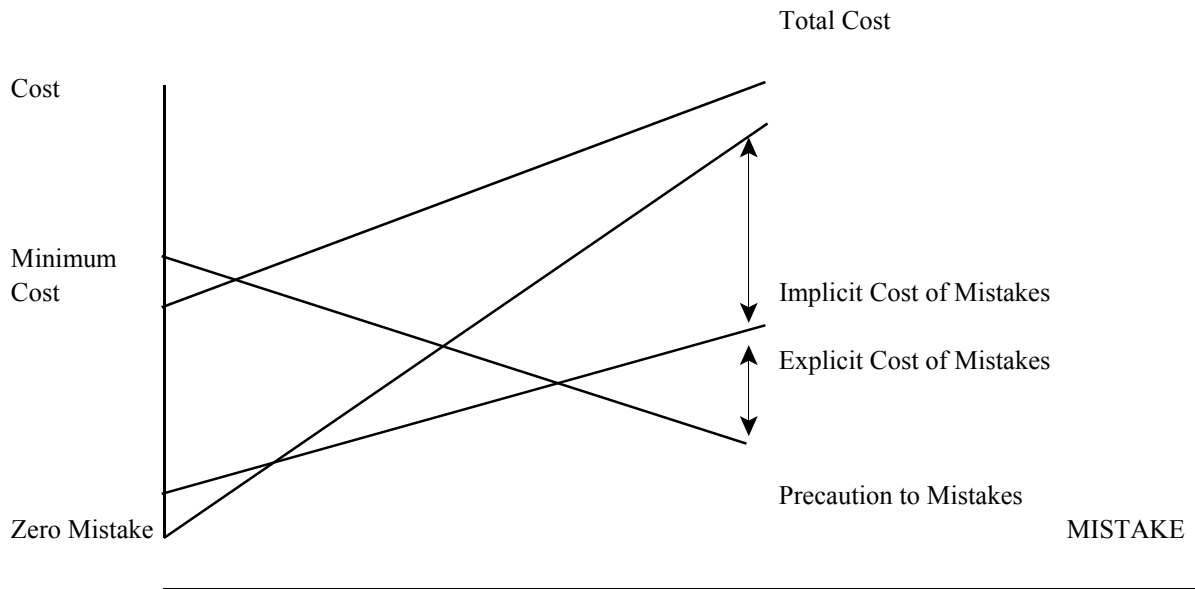 Total Cost
Cost
Minimum
Cost
Implicit Cost of Mistakes
Explicit Cost of Mistakes
Precaution to Mistakes
Zero Mistake
MISTAKE